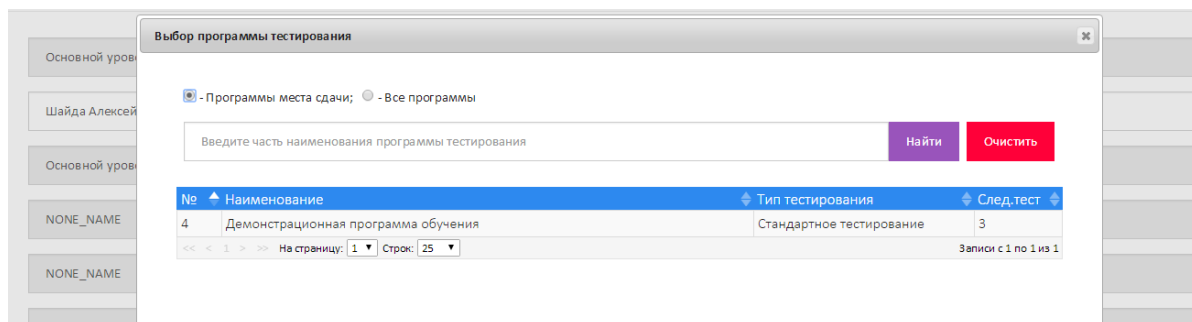 Выбор программы тестирования
Основной уров
- Программы места сдачи; - Все программы
Шайда Алексей
Введите часть наименования программы тестирования Найти Очистить
Основной уров
№ Наименование Тип тестирования След.тест
4 Демонстрационная программа обучения Стандартное тестирование 3
NONE_NAME
<< < 1 > >> На страницу: 1 Строк: 25 Записи с 1 по 1 из 1
NONE_NAME